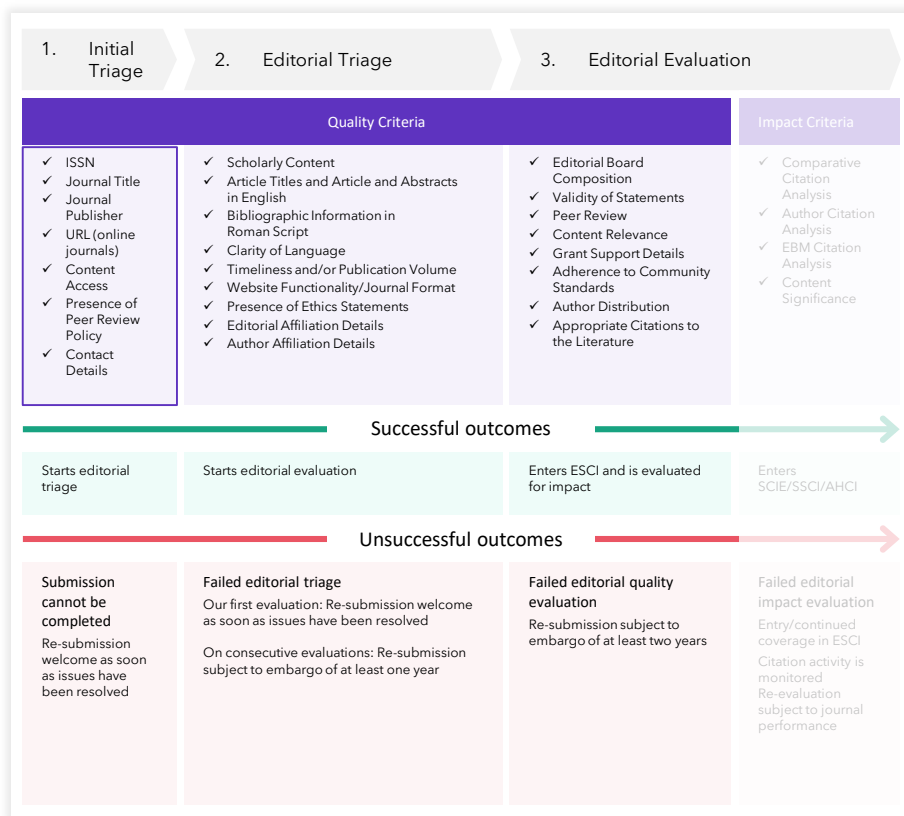 1. Initial
Triage
2. Editorial Triage
3. Editorial Evaluation
Quality Criteria
Impact Criteria
✓ ISSN
✓ Journal Title
✓ Journal
Publisher
✓ URL (online
journals)
✓ Content
Access
✓ Presence of
Peer Review
Policy
✓ Contact
Details
✓ Scholarly Content
✓ Article Titles and Article and Abstracts
in English
✓ Bibliographic Information in
Roman Script
✓ Clarity of Language
✓ Timeliness and/or Publication Volume
✓ Website Functionality/Journal Format
✓ Presence of Ethics Statements
✓ Editorial Affiliation Details
✓ Author Affiliation Details
✓ Editorial Board
Composition
✓ Validity of Statements
✓ Peer Review
✓ Content Relevance
✓ Grant Support Details
✓ Adherence to Community
Standards
✓ Author Distribution
✓ Appropriate Citations to
the Literature
✓ Comparative
Citation
Analysis
✓ Author Citation
Analysis
✓ EBM Citation
Analysis
✓ Content
Significance
Successful outcomes
Starts editorial
triage
Starts editorial evaluation
Enters ESCI and is evaluated
for impact
Enters
SCIE/SSCI/AHCI
Unsuccessful outcomes
Submission
cannot be
completed
Re-submission
welcome as soon
as issues have
been resolved
Failed editorial triage
Our first evaluation: Re-submission welcome
as soon as issues have been resolved
On consecutive evaluations: Re-submission
subject to embargo of at least one year
Failed editorial quality
evaluation
Re-submission subject to
embargo of at least two years
Failed editorial
impact evaluation
Entry/continued
coverage in ESCI
Citation activity is
monitored
Re-evaluation
subject to journal
performance